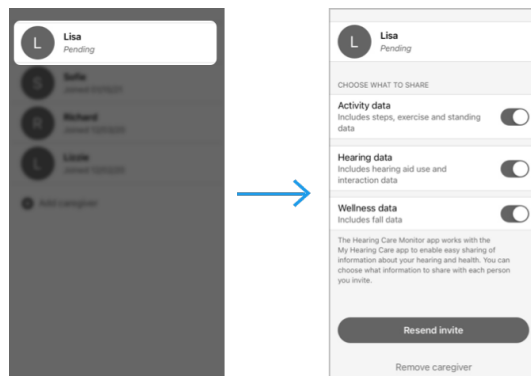 L
Lisa
Pending
S
Sofie
R
Richard
L
Lizzie
Add caregiver
L
Lisa
Pending
CHOOSE WHAT TO SHARE
Activity data
Includes steps, exercise and standing
data
Hearing data
Includes hearing aid use and
interaction data
Wellness data
Includes fall data
The Hearing Care Monitor app works with the
My Hearing Care app to enable easy sharing of
information about your hearing and health. You can
choose what information to share with each person
you invite.
Resend invite
Remove caregiver